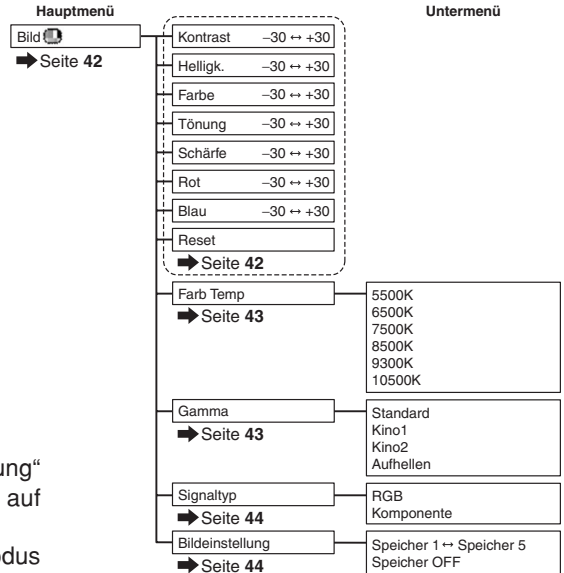 Hauptmenü
Untermenü
Bild
Seite 42
Kontrast –30 ↔ +30
Helligk. –30 ↔ +30
Farbe –30 ↔ +30
Tönung –30 ↔ +30
Schärfe –30 ↔ +30
Rot –30 ↔ +30
Blau –30 ↔ +30
Reset
Seite 42
Farb Temp
Seite 43
5500K
6500K
7500K
8500K
9300K
10500K
Gamma
Seite 43
Standard
Kino1
Kino2
Aufhellen
Signaltyp
Seite 44
RGB
Komponente
Bildeinstellung
Seite 44
Speicher 1 ↔ Speicher 5
Speicher OFF
ung“
auf
odus